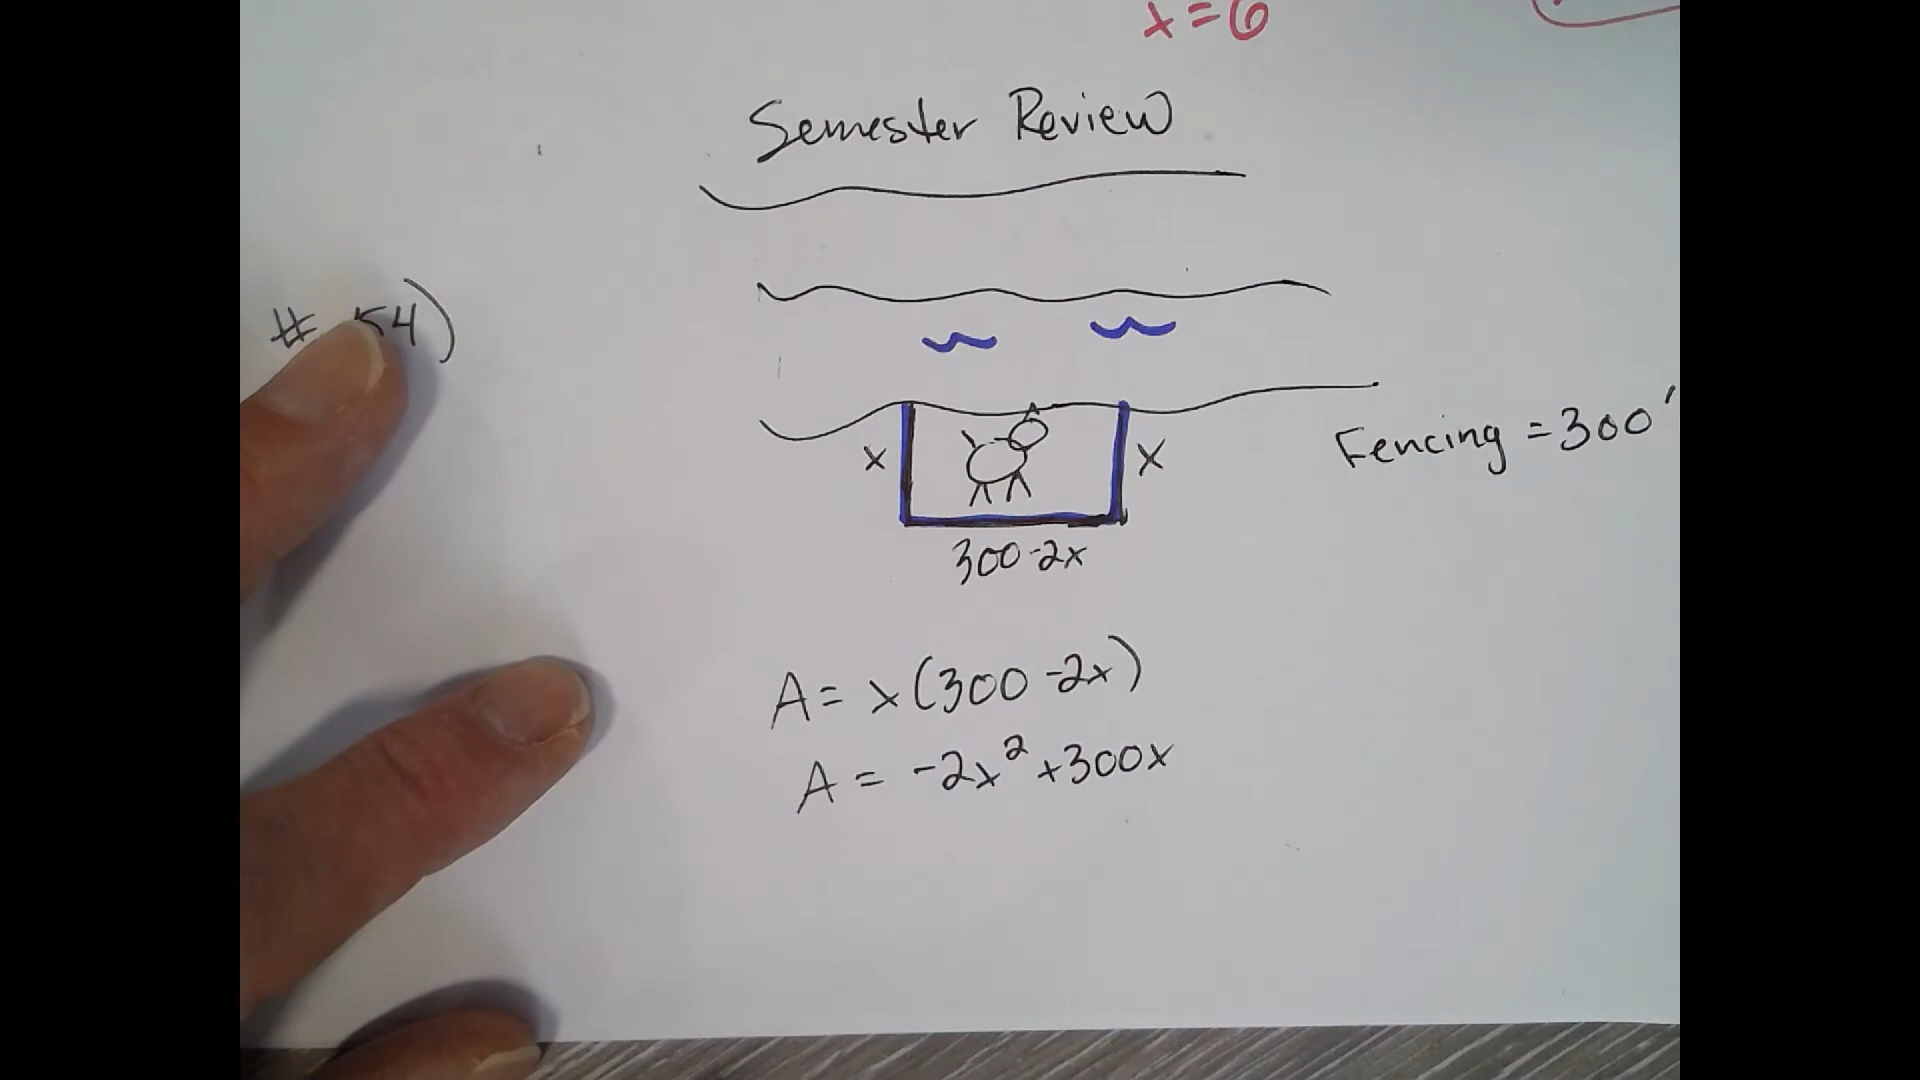 x=6
Semester Review
# 54)
x x
Fencing = 300'
300-2x
A = x(300-2x)
A = -2x²+300x